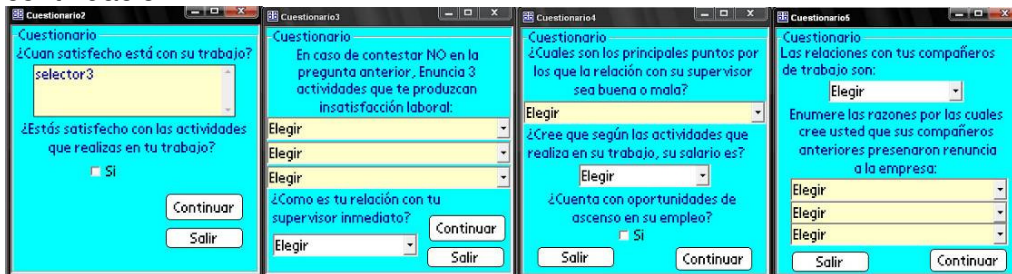 Cuestionario2
Cuestionario
¿Cuan satisfecho está con su trabajo?
selector3
¿Estás satisfecho con las actividades
que realizas en tu trabajo?
Si
Continuar
Salir
Cuestionario3
Cuestionario
En caso de contestar NO en la
pregunta anterior, Enuncia 3
actividades que te produzcan
insatisfacción laboral:
Elegir
Elegir
Elegir
¿Como es tu relación con tu
supervisor inmediato?
Continuar
Elegir
Salir
Cuestionario4
Cuestionario
¿Cuales son los principales puntos por
los que la relación con su supervisor
sea buena o mala?
Elegir
¿Cree que según las actividades que
realiza en su trabajo, su salario es?
Elegir
¿Cuenta con oportunidades de
ascenso en su empleo?
Si
Salir
Continuar
Cuestionario5
Cuestionario
Las relaciones con tus compañeros
de trabajo son:
Elegir
Enumere las razones por las cuales
cree usted que sus compañeros
anteriores presenaron renuncia
a la empresa:
Elegir
Elegir
Elegir
Salir
Continuar